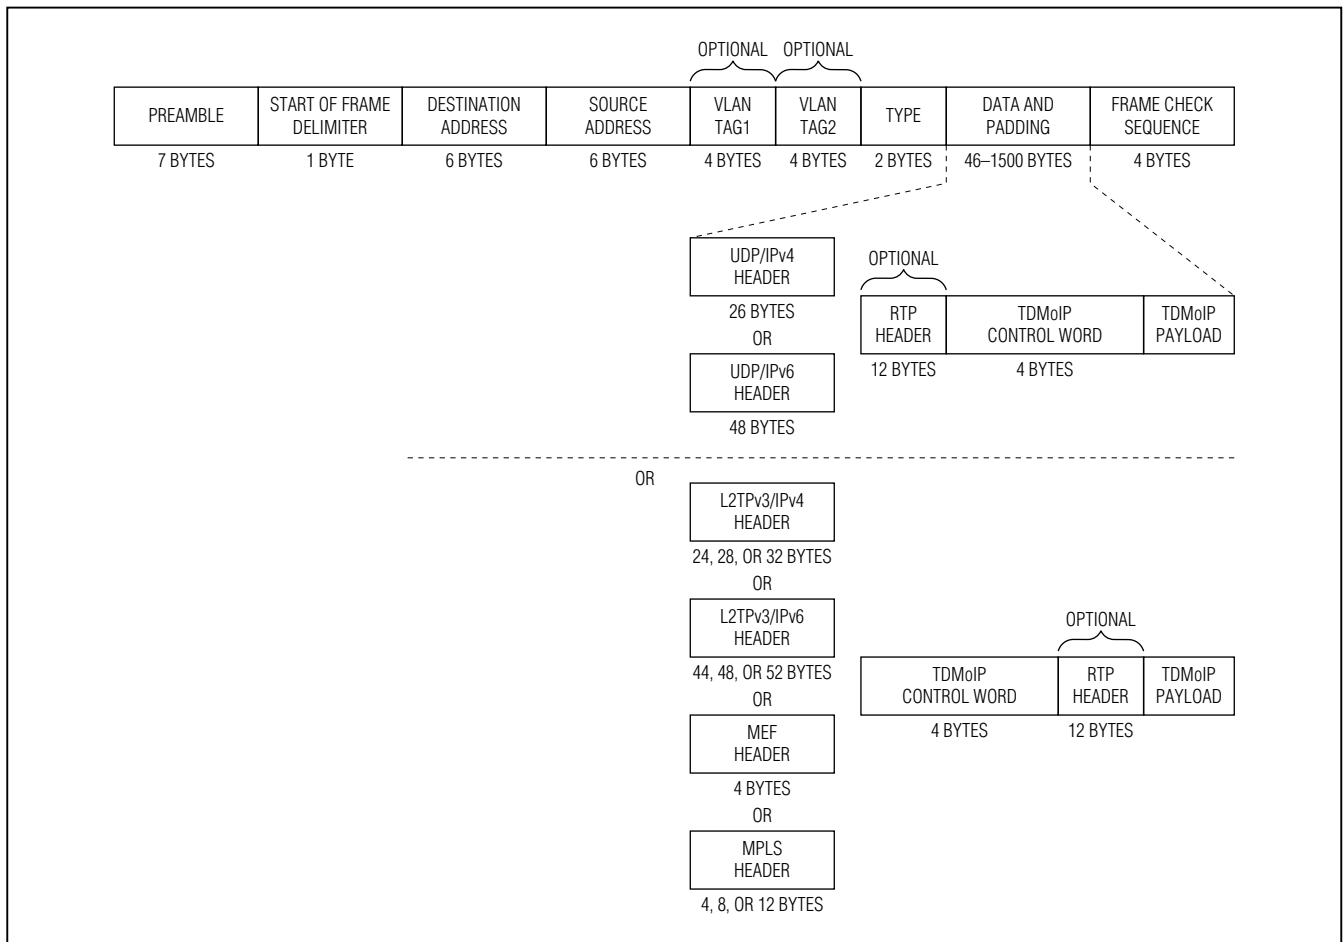 OPTIONAL OPTIONAL
PREAMBLE
START OF FRAME
DELIMITER
DESTINATION
ADDRESS
SOURCE
ADDRESS
VLAN
TAG1
VLAN
TAG2
TYPE
DATA AND
PADDING
FRAME CHECK
SEQUENCE
7 BYTES
1 BYTE
6 BYTES
6 BYTES
4 BYTES
4 BYTES
2 BYTES
46–1500 BYTES
4 BYTES
UDP/IPv4
HEADER
26 BYTES
OR
UDP/IPv6
HEADER
48 BYTES
OPTIONAL
RTP
HEADER
TDMoIP
CONTROL WORD
TDMoIP
PAYLOAD
12 BYTES
4 BYTES
OR
L2TPv3/IPv4
HEADER
24, 28, OR 32 BYTES
OR
L2TPv3/IPv6
HEADER
44, 48, OR 52 BYTES
OR
MEF
HEADER
4 BYTES
OR
MPLS
HEADER
4, 8, OR 12 BYTES
OPTIONAL
TDMoIP
CONTROL WORD
RTP
HEADER
TDMoIP
PAYLOAD
4 BYTES
12 BYTES